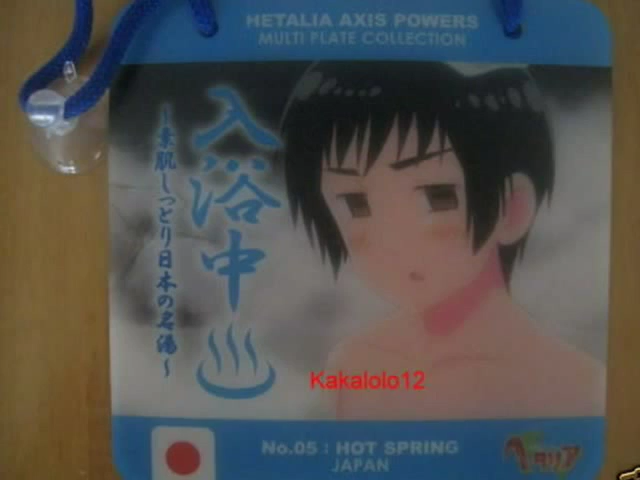 HETALIA AXIS POWERS
MULTI PLATE COLLECTION
入浴中
～素肌しっとり日本の名湯～
Kakalolo12
No.05 : HOT SPRING
JAPAN
ヘタリア